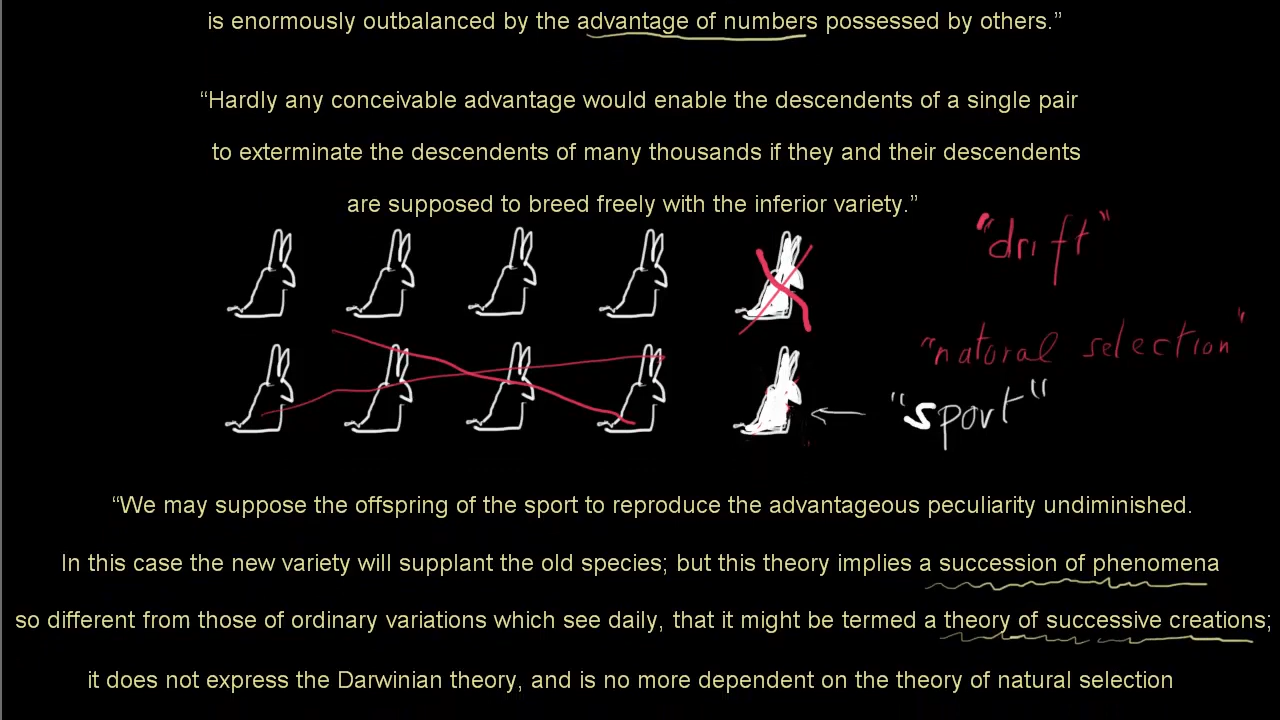 is enormously outbalanced by the advantage of numbers possessed by others.”
“Hardly any conceivable advantage would enable the descendents of a single pair
to exterminate the descendents of many thousands if they and their descendents
are supposed to breed freely with the inferior variety.”
"drift"
"natural selection"
"sport"
“We may suppose the offspring of the sport to reproduce the advantageous peculiarity undiminished.
In this case the new variety will supplant the old species; but this theory implies a succession of phenomena
so different from those of ordinary variations which see daily, that it might be termed a theory of successive creations;
it does not express the Darwinian theory, and is no more dependent on the theory of natural selection